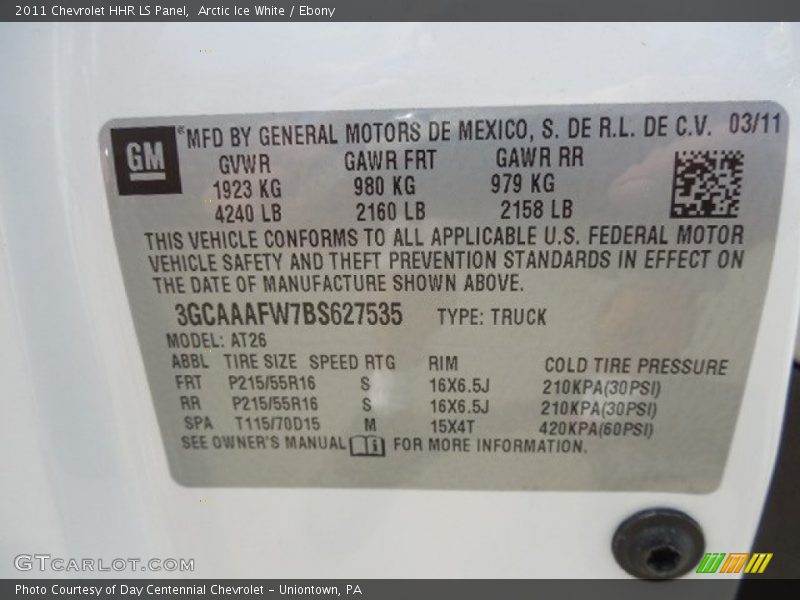 2011 Chevrolet HHR LS Panel, Arctic Ice White / Ebony
GM ® MFD BY GENERAL MOTORS DE MEXICO, S. DE R.L. DE C.V. 03/11
GVWR GAWR FRT GAWR RR
1923 KG 980 KG 979 KG
4240 LB 2160 LB 2158 LB
THIS VEHICLE CONFORMS TO ALL APPLICABLE U.S. FEDERAL MOTOR
VEHICLE SAFETY AND THEFT PREVENTION STANDARDS IN EFFECT ON
THE DATE OF MANUFACTURE SHOWN ABOVE.
3GCAAAFW7BS627535 TYPE: TRUCK
MODEL: AT26
ABBL TIRE SIZE SPEED RTG RIM COLD TIRE PRESSURE
FRT P215/55R16 S 16X6.5J 210KPA(30PSI)
RR P215/55R16 S 16X6.5J 210KPA(30PSI)
SPA T115/70D15 M 15X4T 420KPA(60PSI)
SEE OWNER'S MANUAL FOR MORE INFORMATION.
GTCARLOT.COM
Photo Courtesy of Day Centennial Chevrolet - Uniontown, PA